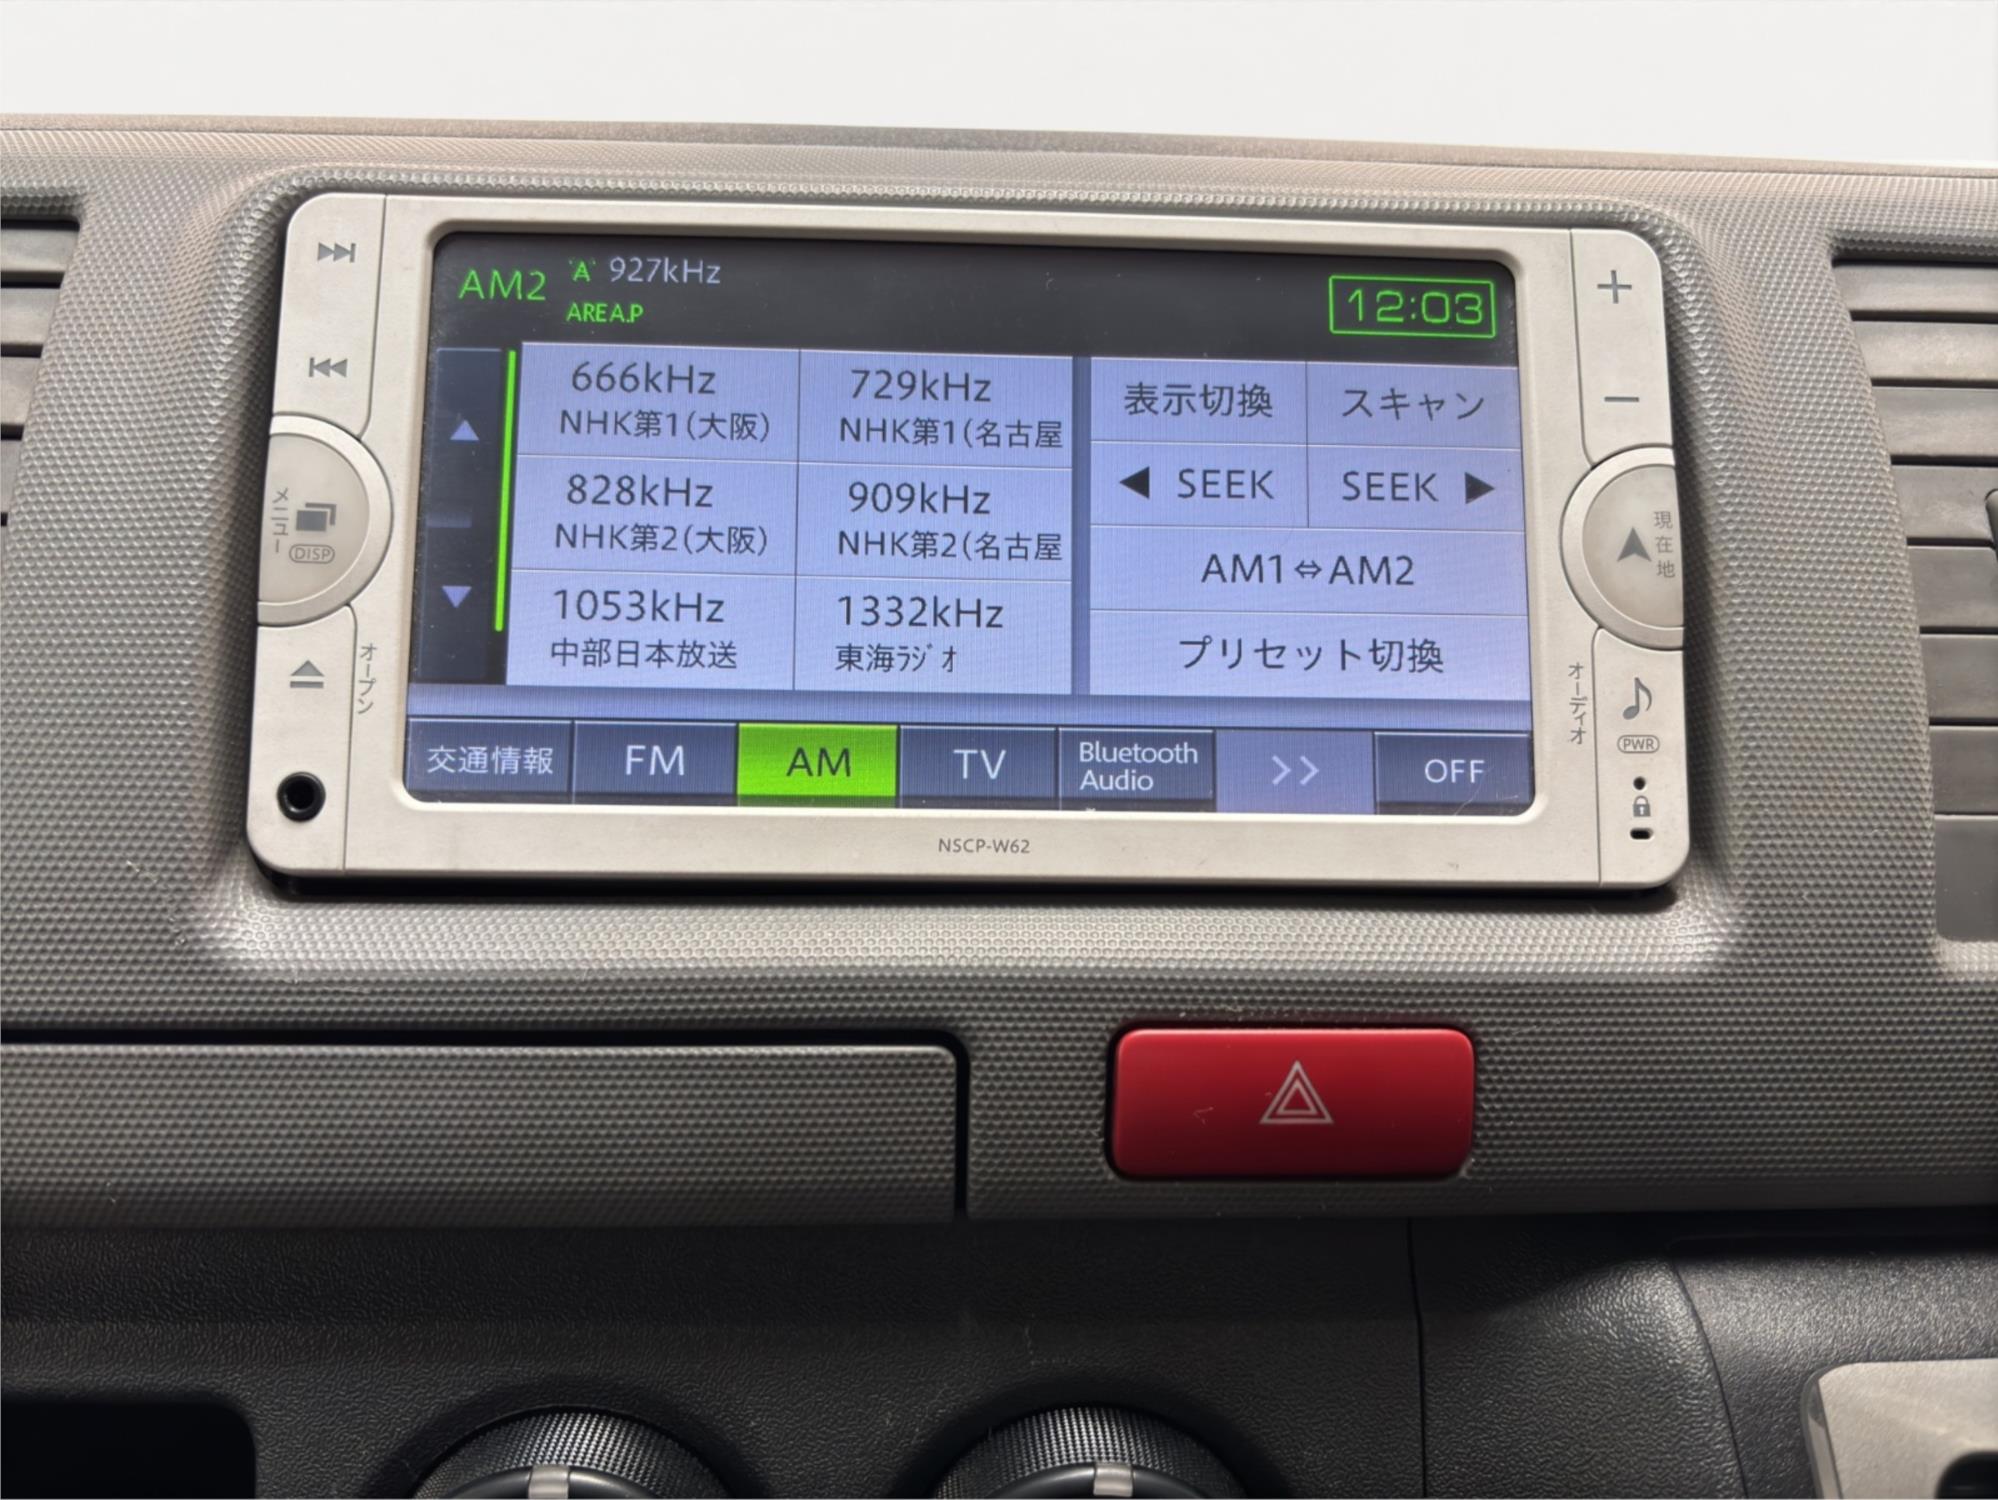 AM2 A 927kHz
AREA.P
12:03
666kHz
NHK第1(大阪)
729kHz
NHK第1(名古屋
828kHz
NHK第2(大阪)
909kHz
NHK第2(名古屋
1053kHz
中部日本放送
1332kHz
東海ラジオ
表示切換
スキャン
◀ SEEK
SEEK ▶
AM1⇔AM2
プリセット切換
交通情報
FM
AM
TV
Bluetooth
Audio
>>
OFF
メニュー
DISP
オープン
現在地
オーディオ
PWR
NSCP-W62